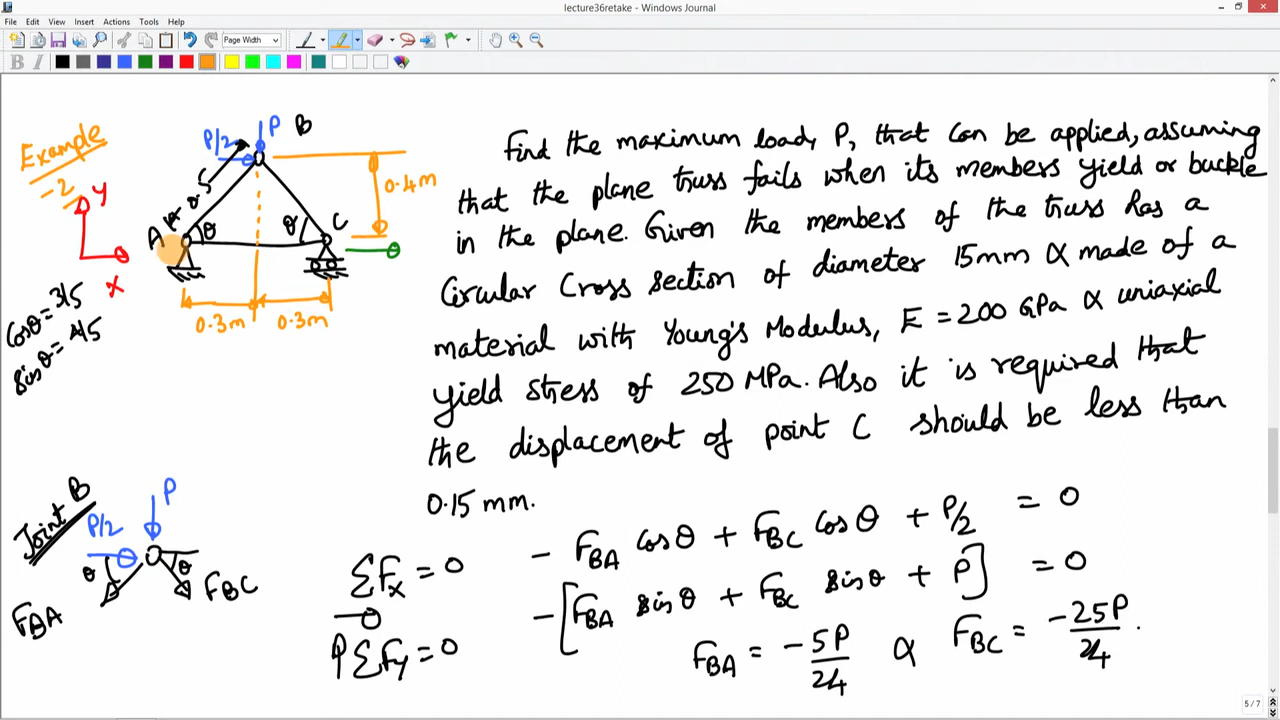 lecture36retake - Windows Journal
File Edit View Insert Actions Tools Help
Page Width
B I
Example
-2
y
x
cosθ = 3/5
sinθ = 4/5
P/2
P
B
0.5
A
θ
θ
C
0.4m
0.3m
0.3m
Find the maximum load, P, that can be applied, assuming
that the plane truss fails when its members yield or buckle
in the plane. Given the members of the truss has a
Circular Cross section of diameter 15mm & made of a
material with Young's Modulus, E = 200 GPa & uniaxial
yield stress of 250 MPa. Also it is required that
the displacement of point C should be less than
0.15 mm.
Joint B
P
P/2
θ
θ
FBA
FBC
ΣFx = 0
- FBA cosθ + FBC cosθ + P/2 = 0
ΣFy = 0
- [FBA sinθ + FBC sinθ + P] = 0
FBA = -5P/24 & FBC = -25P/24.
5 / 7